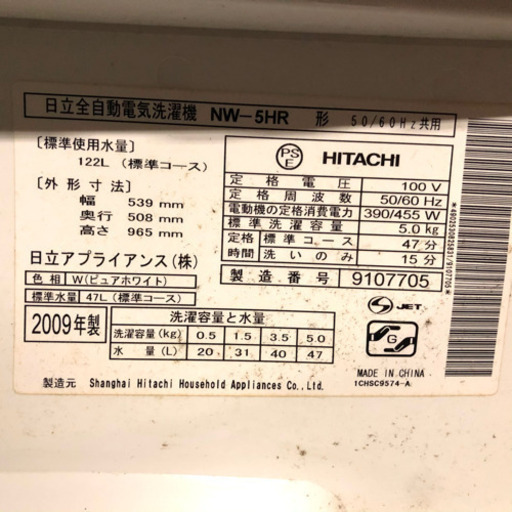 日立全自動電気洗濯機 NW-5HR 形 50/60Hz共用
〔標準使用水量〕
122L (標準コース)
〔外形寸法〕
幅 539 mm
奥行 508 mm
高さ 965 mm
日立アプライアンス(株)
色相 W(ピュアホワイト)
標準水量 47L(標準コース)
PSE HITACHI
定格電圧 100 V
定格周波数 50/60 Hz
電動機の定格消費電力 390/455 W
標準洗濯容量 5.0kg
定格時間 標準コース 47分
洗いのみ 15分
製造番号 9107705
2009年製
洗濯容量と水量
洗濯容量(kg) 0.5 1.5 3.5 5.0
水量(L) 20 31 40 47
S JET
G
MADE IN CHINA
1CHSC9574-A
製造元 Shanghai Hitachi Household Appliances Co.,Ltd.